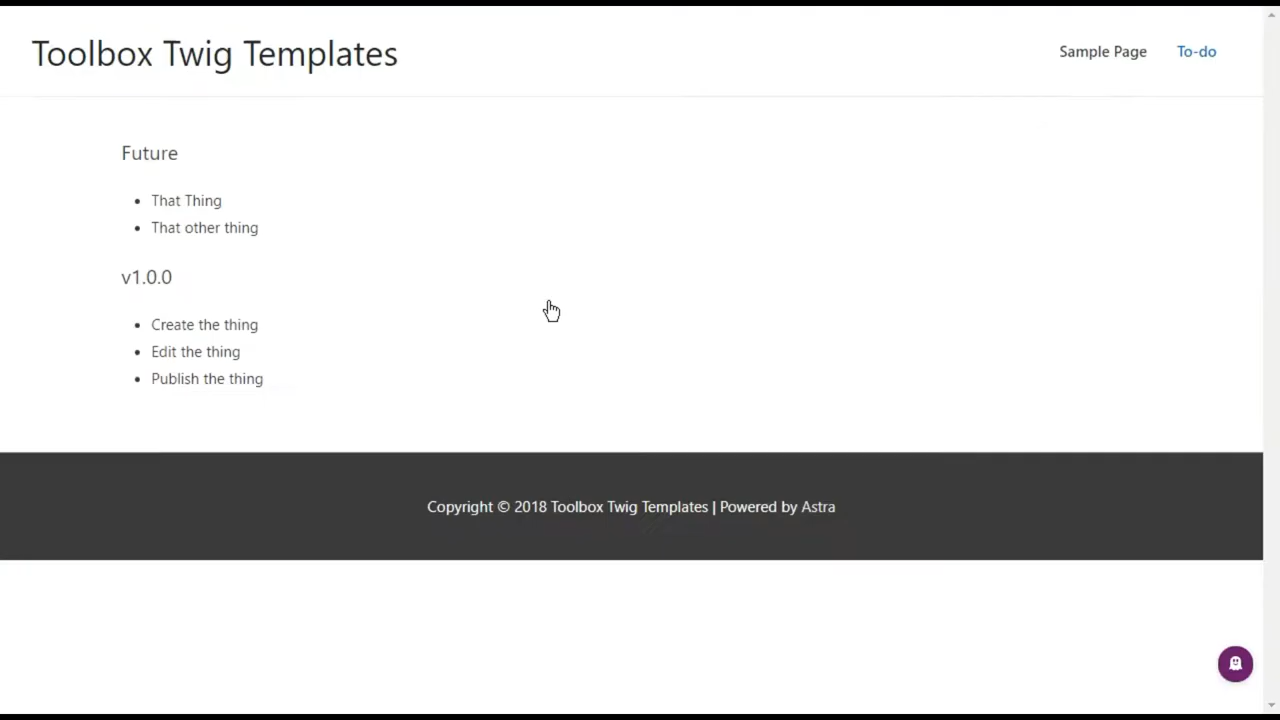 Toolbox Twig Templates
Sample Page
To-do
Future
That Thing
That other thing
v1.0.0
Create the thing
Edit the thing
Publish the thing
Copyright © 2018 Toolbox Twig Templates | Powered by Astra